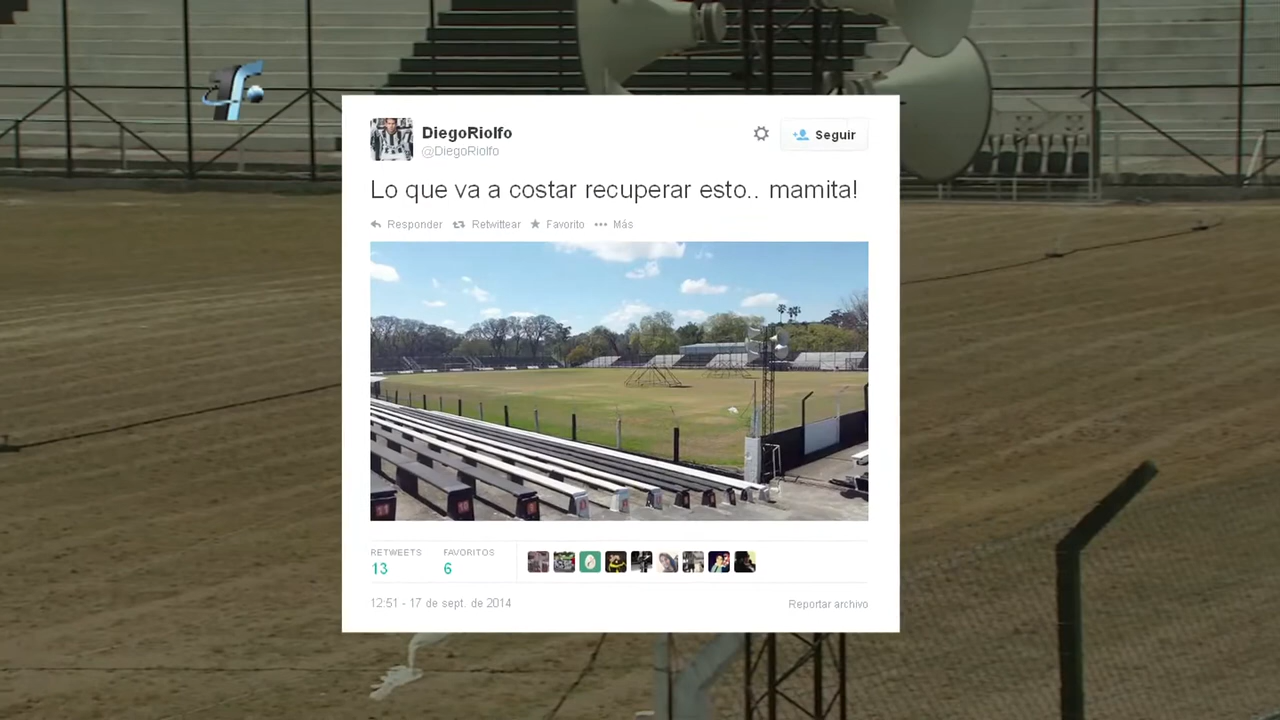 DiegoRiolfo
@DiegoRiolfo
Seguir
Lo que va a costar recuperar esto.. mamita!
Responder Retwittear Favorito Más
RETWEETS FAVORITOS
13 6
12:51 - 17 de sept. de 2014
Reportar archivo